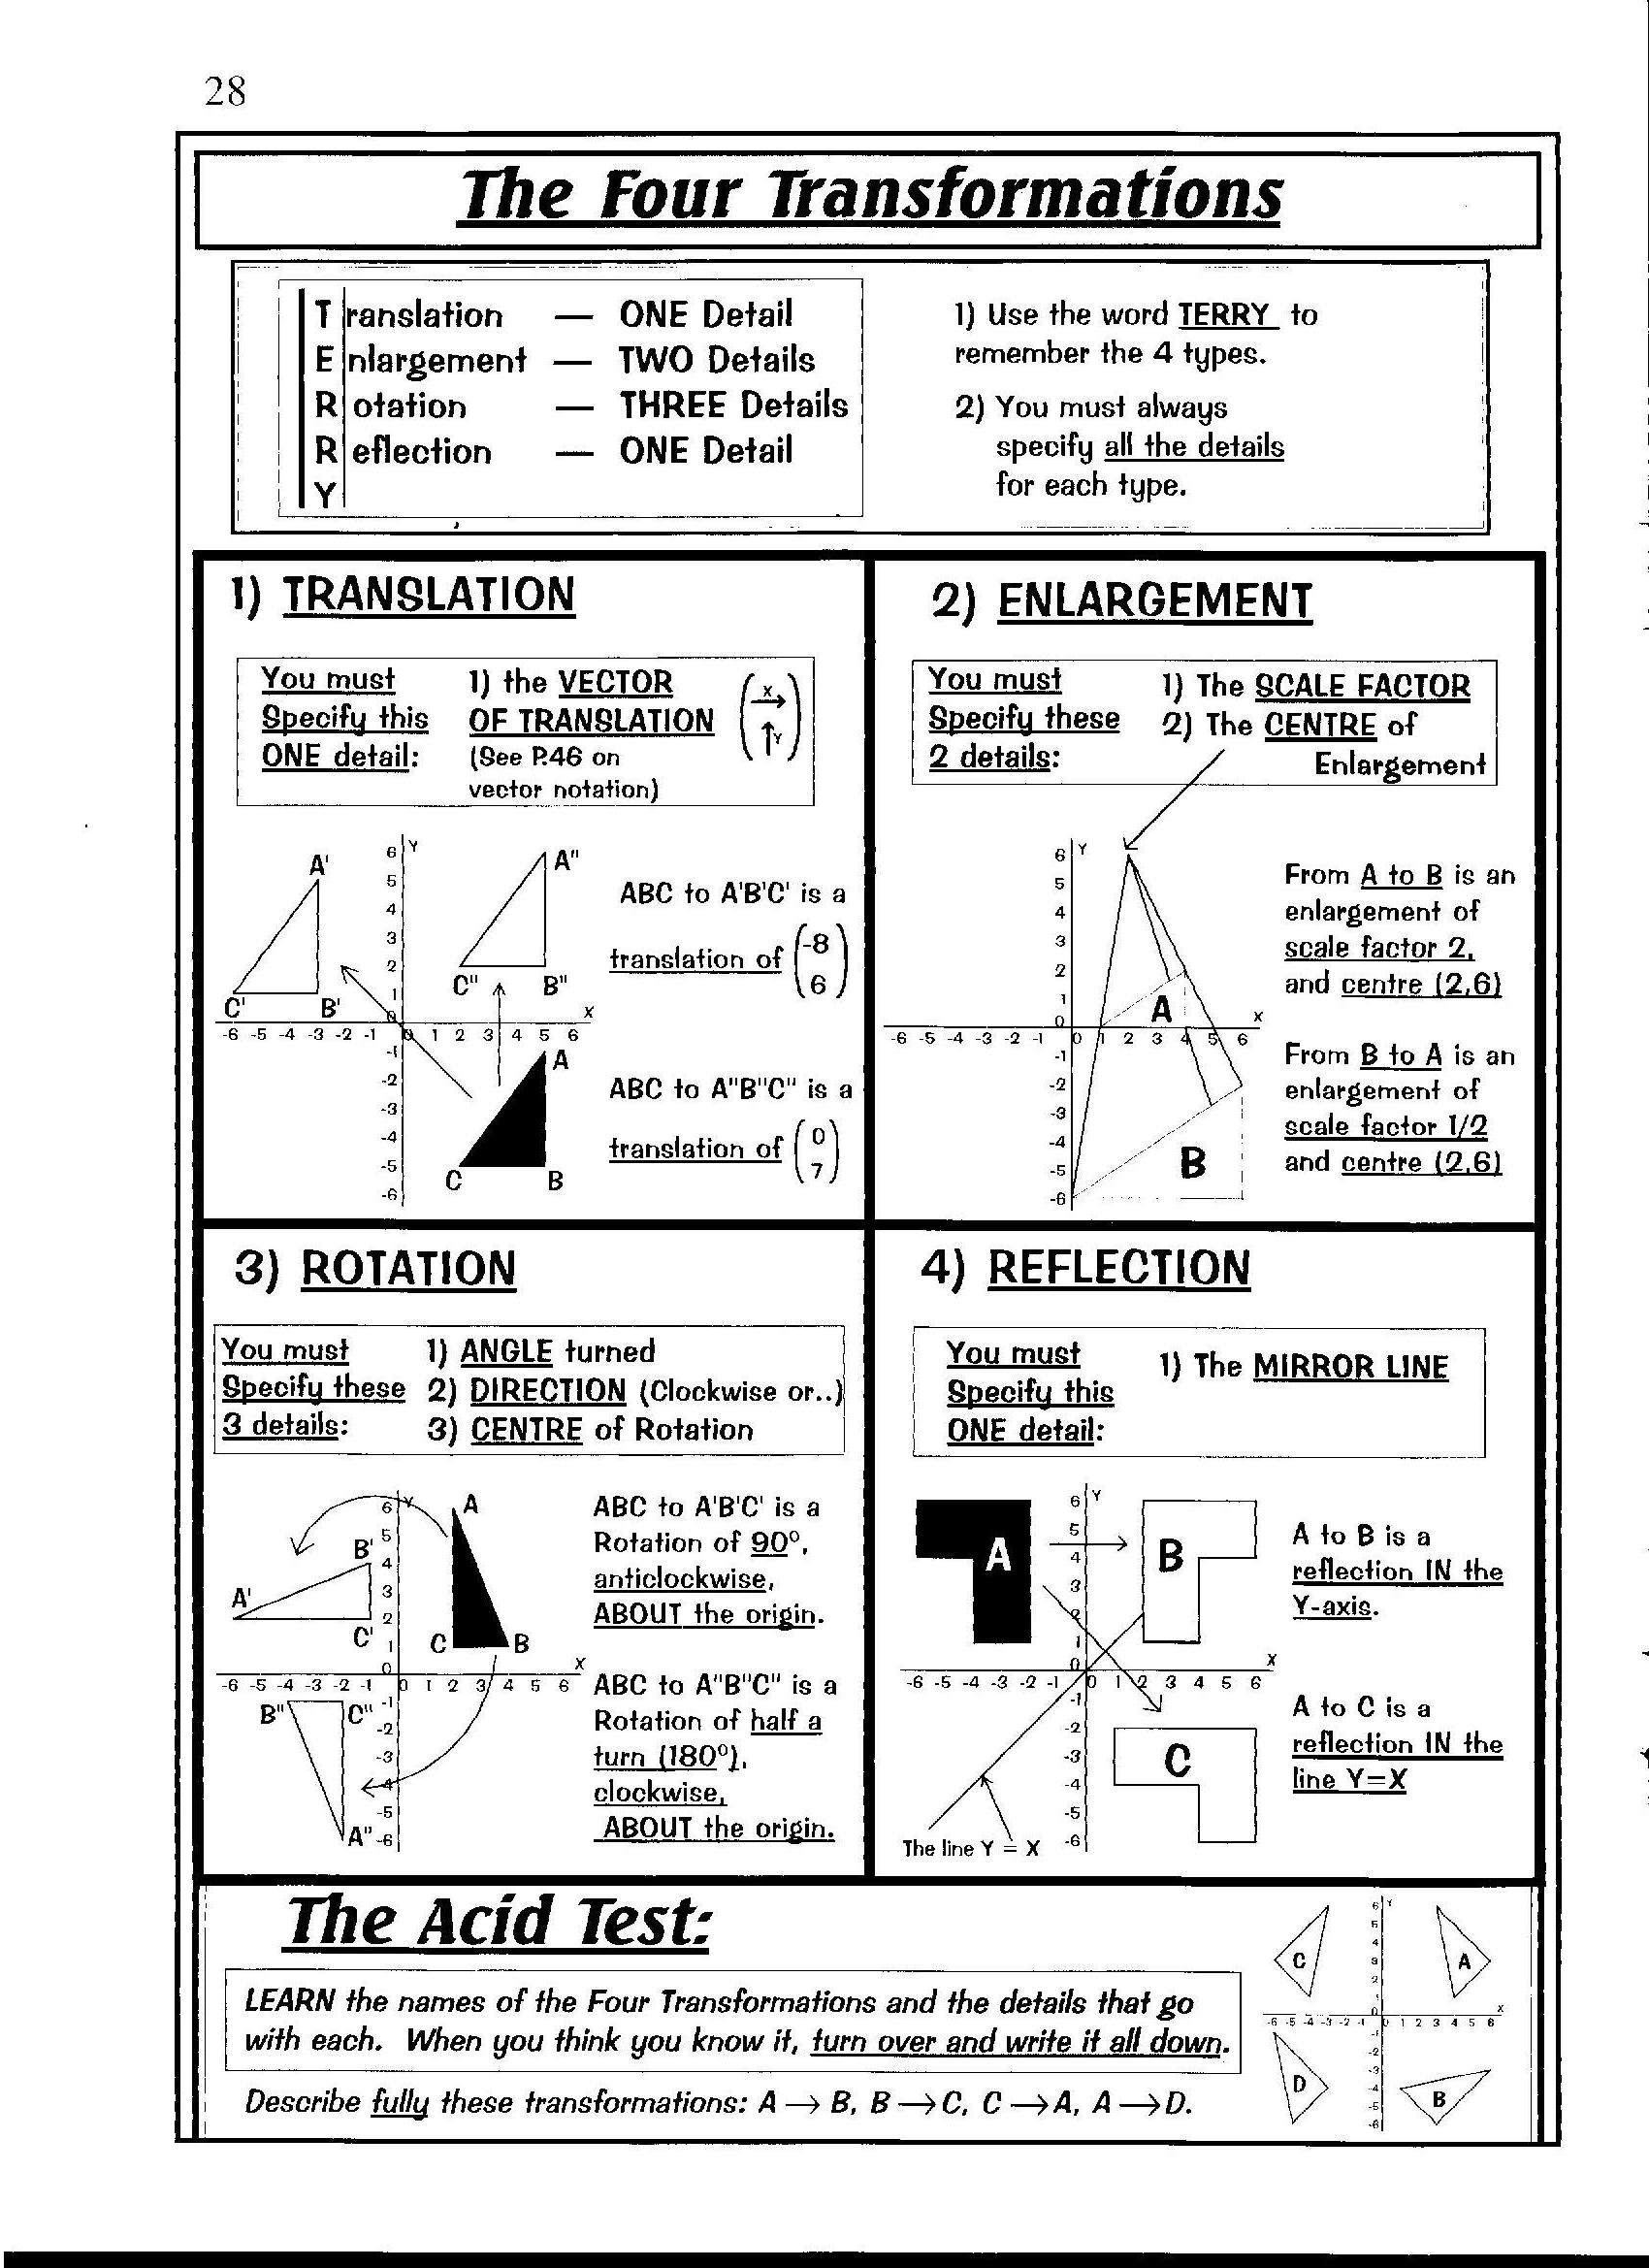 28
The Four Transformations
Translation — ONE Detail
Enlargement — TWO Details
Rotation — THREE Details
Reflection — ONE Detail
Y
1) Use the word TERRY to
remember the 4 types.
2) You must always
specify all the details
for each type.
1) TRANSLATION
You must
Specify this
ONE detail:
1) the VECTOR
OF TRANSLATION
(See P.46 on
vector notation)
X
Y
Y
6
5
4
3
2
1
0
-1
-2
-3
-4
-5
-6
-6 -5 -4 -3 -2 -1 0 1 2 3 4 5 6
X
A'
C' B'
A"
C" B"
A
C B
ABC to A'B'C' is a
translation of (-8 6)
ABC to A"B"C" is a
translation of (0 7)
2) ENLARGEMENT
You must
Specify these
2 details:
1) The SCALE FACTOR
2) The CENTRE of
Enlargement
Y
6
5
4
3
2
1
0
-1
-2
-3
-4
-5
-6
-6 -5 -4 -3 -2 -1 0 1 2 3 4 5 6
X
A
B
From A to B is an
enlargement of
scale factor 2,
and centre (2,6)
From B to A is an
enlargement of
scale factor 1/2
and centre (2,6)
3) ROTATION
You must
Specify these
3 details:
1) ANGLE turned
2) DIRECTION (Clockwise or..)
3) CENTRE of Rotation
Y
6
5
4
3
2
1
0
-1
-2
-3
-4
-5
-6
-6 -5 -4 -3 -2 -1 0 1 2 3 4 5 6
X
A
C B
B'
A'
C'
B" C"
A"
ABC to A'B'C' is a
Rotation of 90°,
anticlockwise,
ABOUT the origin.
ABC to A"B"C" is a
Rotation of half a
turn (180°),
clockwise,
ABOUT the origin.
4) REFLECTION
You must
Specify this
ONE detail:
1) The MIRROR LINE
Y
6
5
4
3
2
1
0
-1
-2
-3
-4
-5
-6
-6 -5 -4 -3 -2 -1 0 1 2 3 4 5 6
X
A
B
C
The line Y = X
A to B is a
reflection IN the
Y-axis.
A to C is a
reflection IN the
line Y=X
The Acid Test:
LEARN the names of the Four Transformations and the details that go
with each. When you think you know it, turn over and write it all down.
Describe fully these transformations: A → B, B → C, C → A, A → D.
Y
6
5
4
3
2
1
0
-1
-2
-3
-4
-5
-6
-6 -5 -4 -3 -2 -1 0 1 2 3 4 5 6
X
C
A
D
B